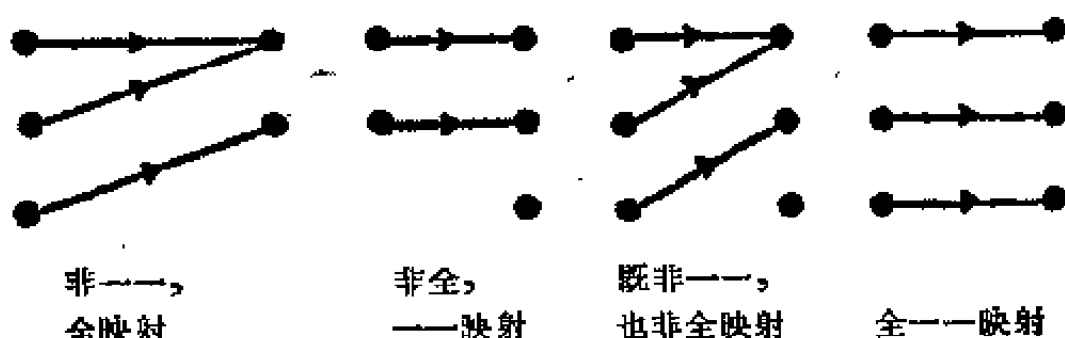 非一一，
全映射
非全，
一一映射
既非一一，
也非全映射
全一一映射